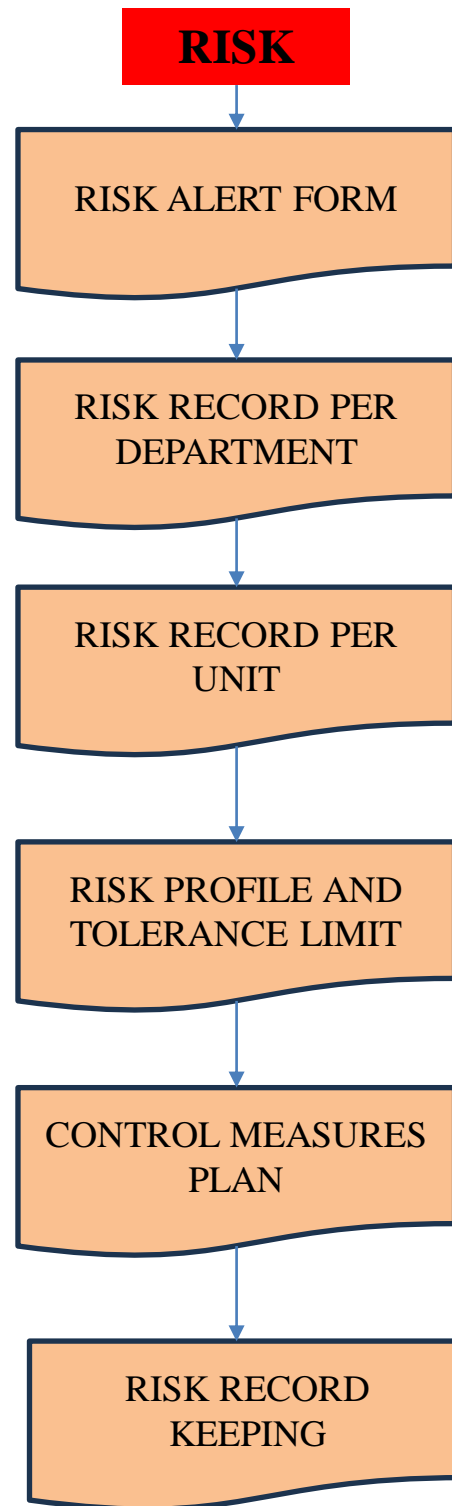 RISK
RISK ALERT FORM
RISK RECORD PER
DEPARTMENT
RISK RECORD PER
UNIT
RISK PROFILE AND
TOLERANCE LIMIT
CONTROL MEASURES
PLAN
RISK RECORD
KEEPING